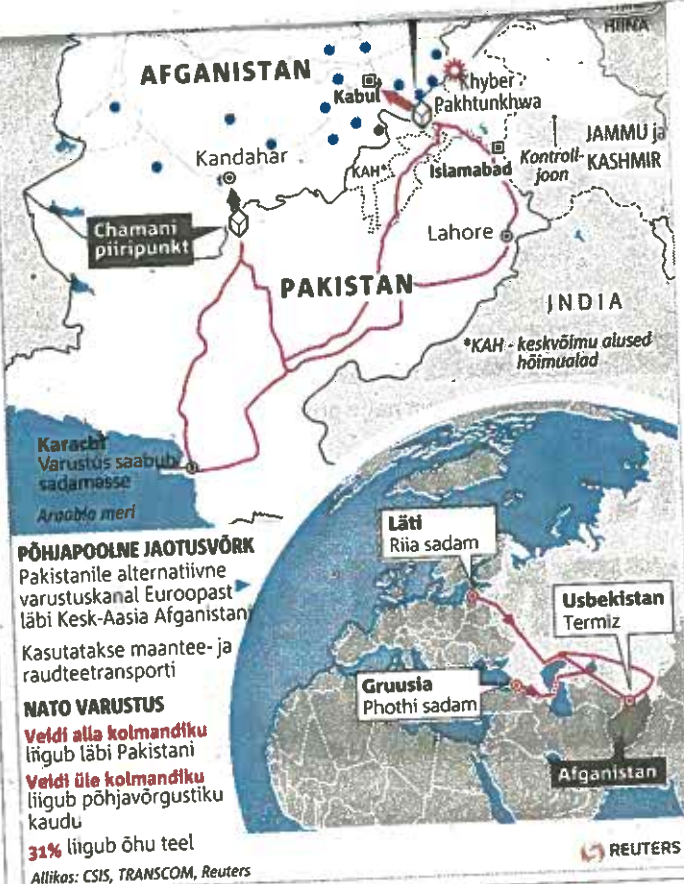 HIINA
AFGANISTAN
Kabul
Khyber
Pakhtunkhwa
JAMMU ja
KASHMIR
Kontroll-
joon
Kandahar
KAH*
Islamabad
Chamani
piiripunkt
Lahore
PAKISTAN
INDIA
*KAH - keskvõimu alused
hõimualad
Karachi
Varustus saabub
sadamasse
Araabia meri
PÕHJAPOOLNE JAOTUSVÕRK
Pakistanile alternatiivne
varustuskanal Euroopast
läbi Kesk-Aasia Afganistani
Kasutatakse maantee- ja
raudteetransporti
NATO VARUSTUS
Veidi alla kolmandiku
liigub läbi Pakistani
Veidi üle kolmandiku
liigub põhjavõrgustiku
kaudu
31% liigub õhu teel
Allikas: CSIS, TRANSCOM, Reuters
Läti
Riia sadam
Usbekistan
Termiz
Gruusia
Phothi sadam
Afganistan
REUTERS